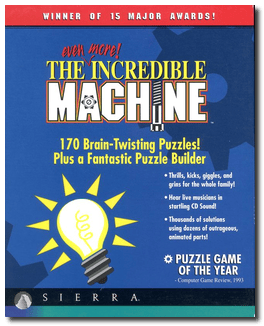 WINNER OF 15 MAJOR AWARDS!
even more!
THE INCREDIBLE
MACHINE
170 Brain-Twisting Puzzles!
Plus a Fantastic Puzzle Builder
• Thrills, kicks, giggles, and
grins for the whole family!
• Hear live musicians in
startling CD Sound!
• Thousands of solutions
using dozens of outrageous,
animated parts!
PUZZLE GAME
OF THE YEAR
- Computer Game Review, 1993
SIERRA